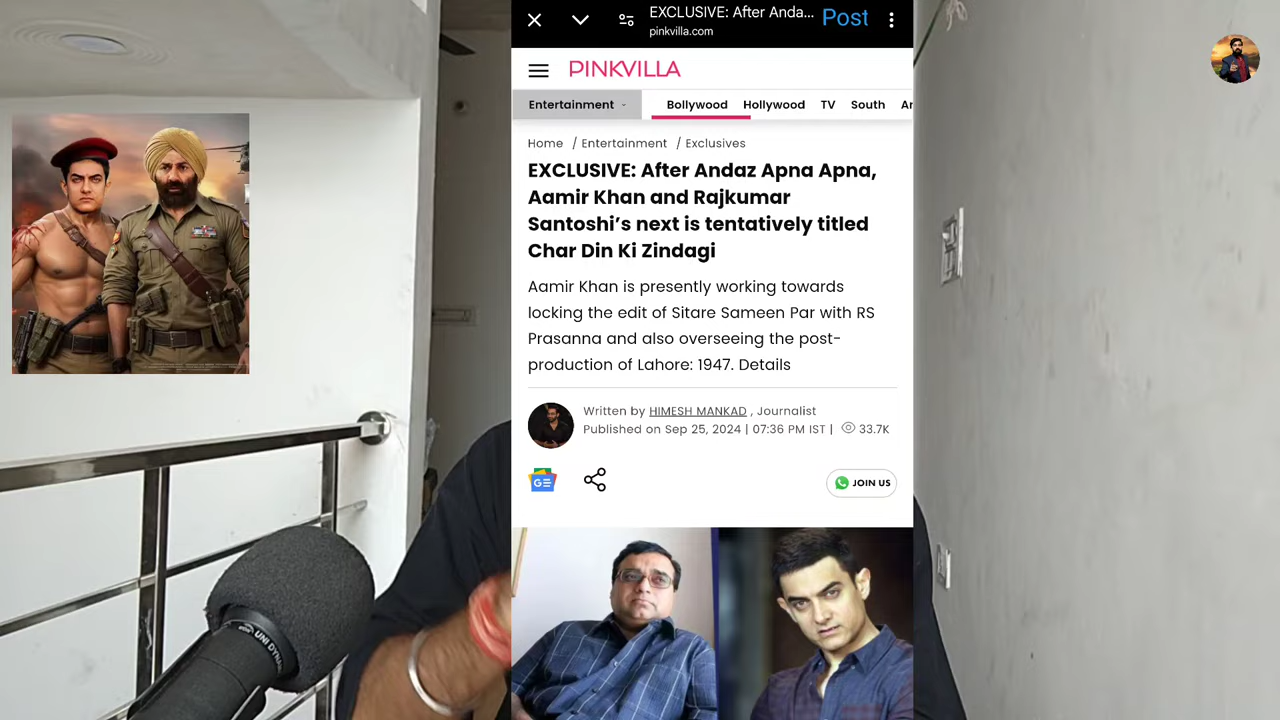 EXCLUSIVE: After Anda...
pinkvilla.com
Post
PINKVILLA
Entertainment
Bollywood Hollywood TV South Ar
Home / Entertainment / Exclusives
EXCLUSIVE: After Andaz Apna Apna,
Aamir Khan and Rajkumar
Santoshi’s next is tentatively titled
Char Din Ki Zindagi
Aamir Khan is presently working towards
locking the edit of Sitare Sameen Par with RS
Prasanna and also overseeing the post-
production of Lahore: 1947. Details
Written by HIMESH MANKAD , Journalist
Published on Sep 25, 2024 | 07:36 PM IST | 33.7K
GE
JOIN US
UNI DYN